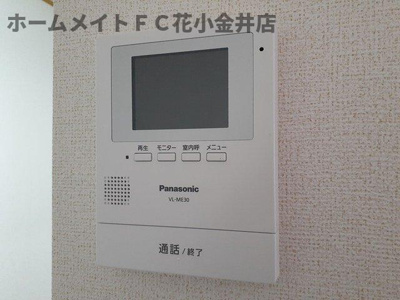 ホームメイトFC花小金井店
再生 モニター 室内呼 メニュー
Panasonic
VL-ME30
通話 / 終了